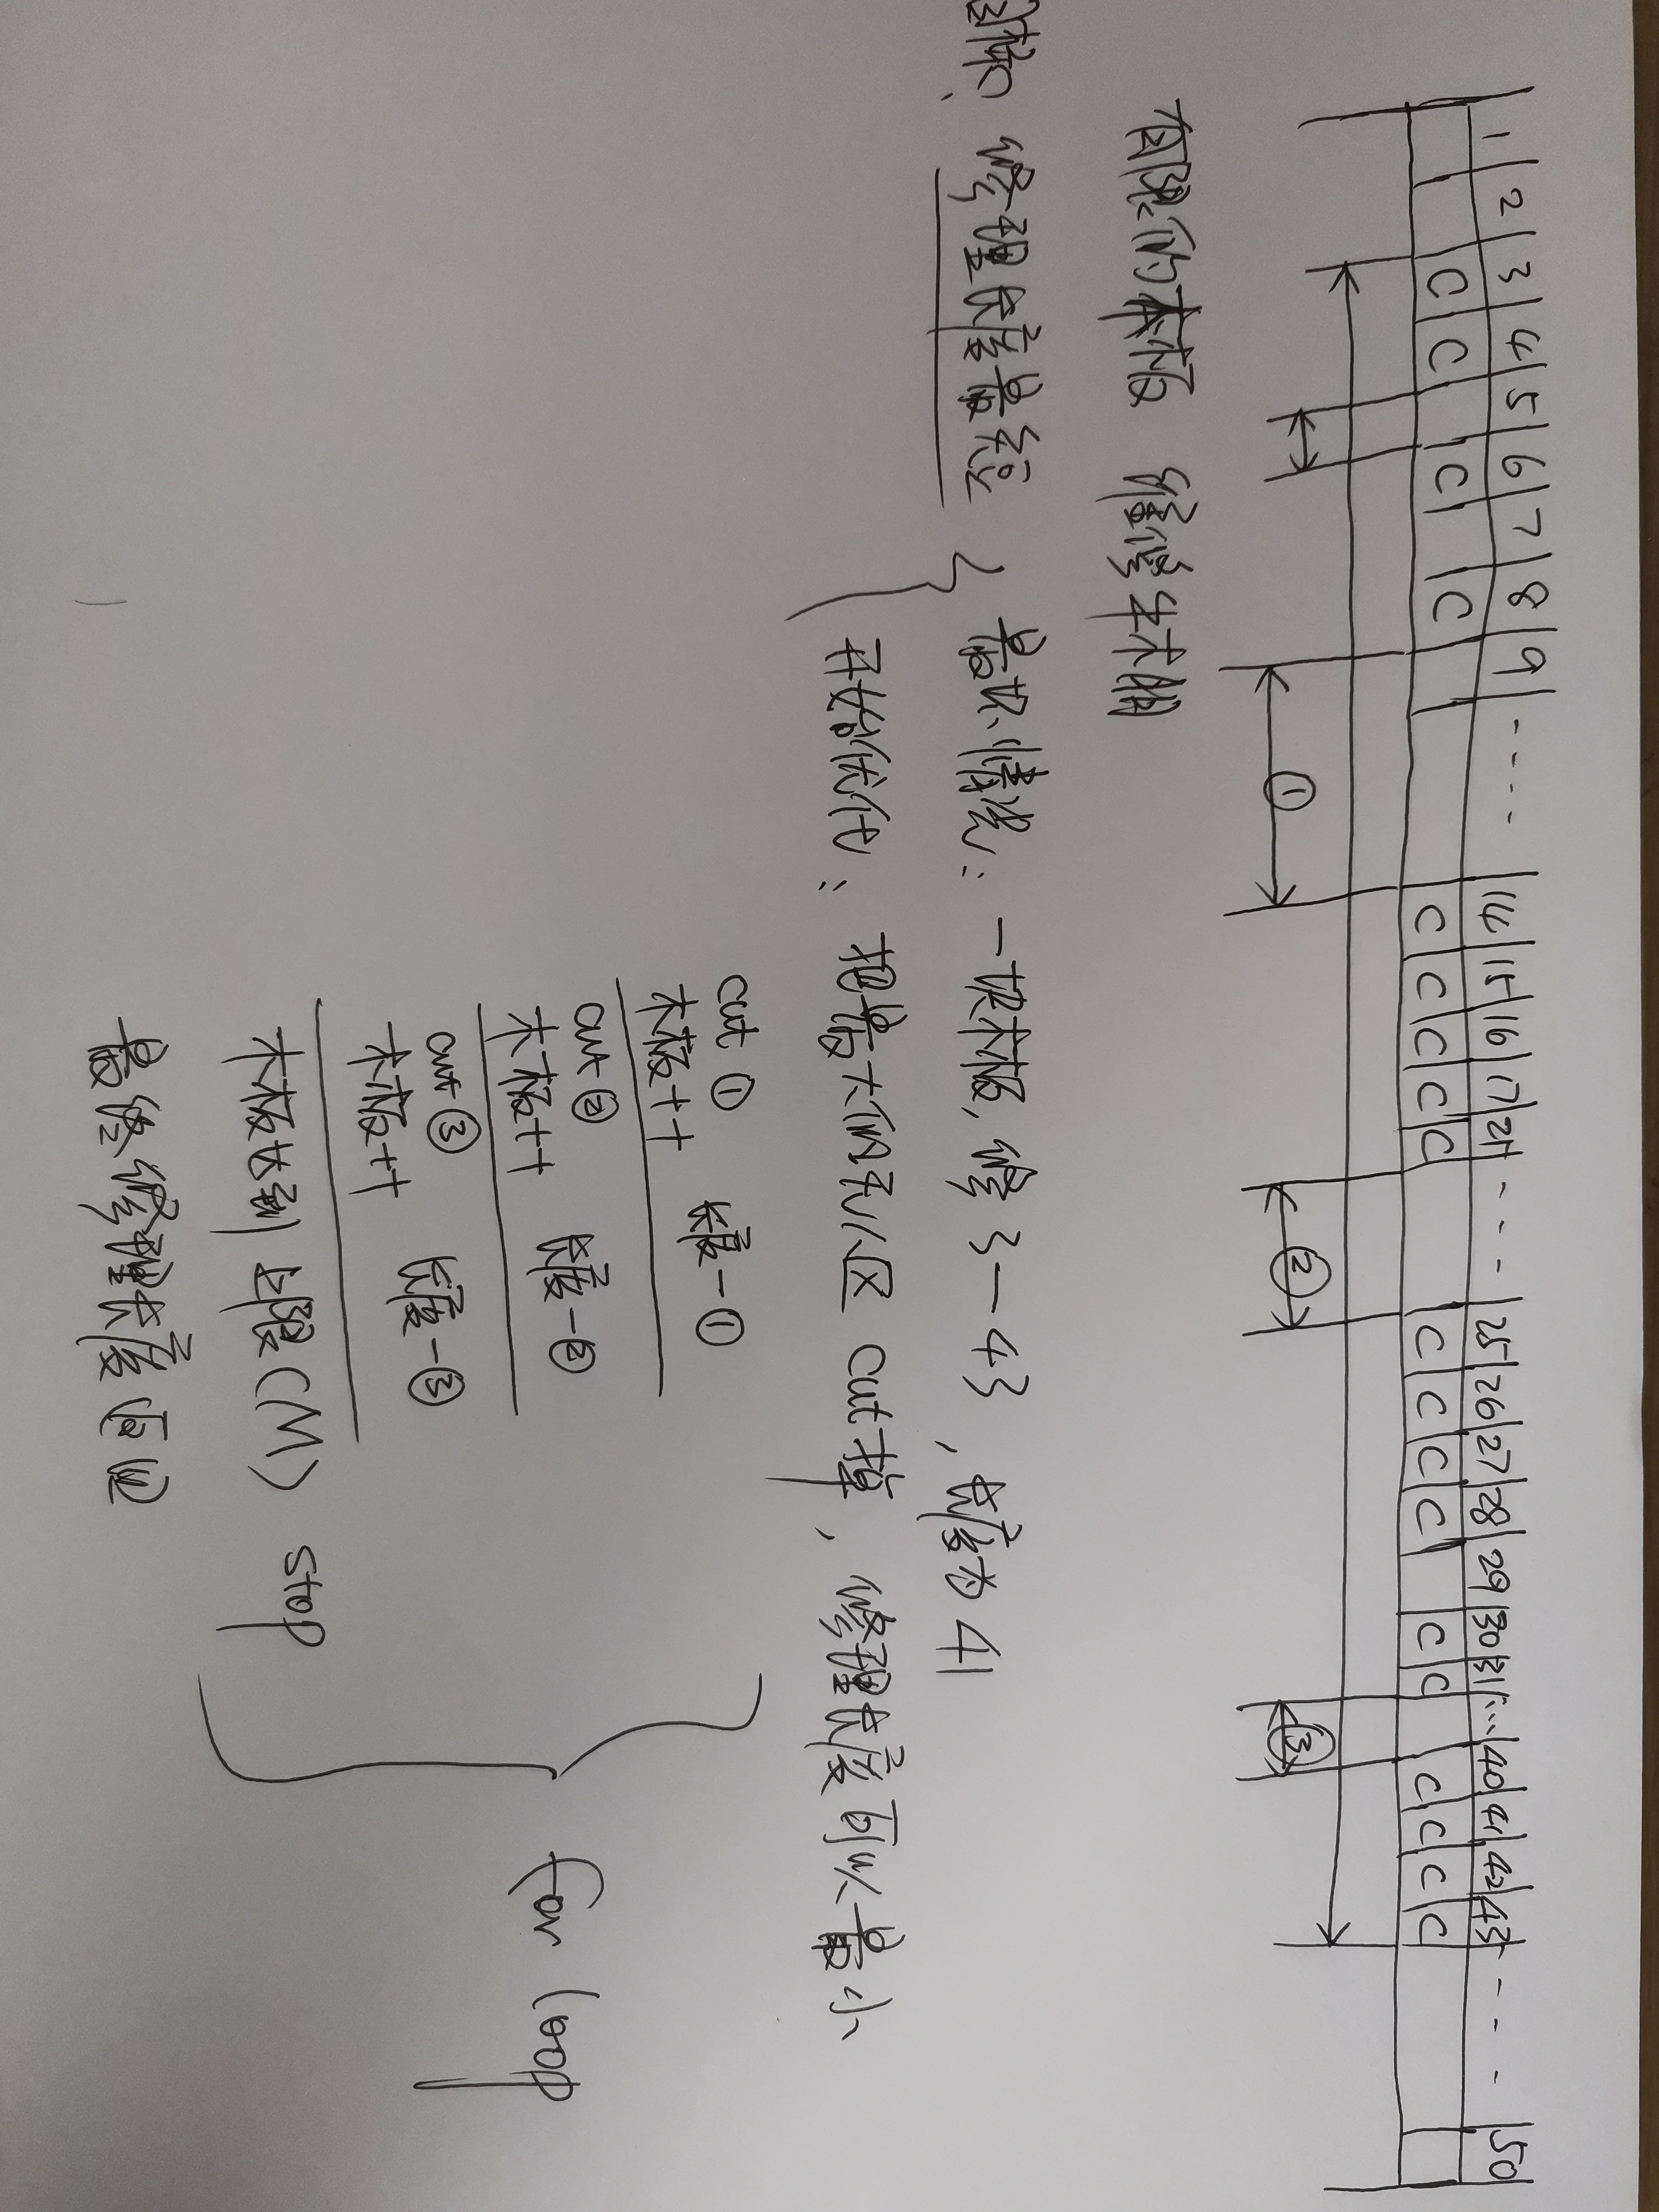 1 2 3 4 5 6 7 8 9 ---- 14 15 16 17 21 ---- 25 26 27 28 29 30 31 ... 40 41 42 43 ---- 50
C C C C C C C C C C C C C C C C C C C
① ② ③
有限的木板 维修牛木棚
目标、修理长度最短
最坏情况：一块木板, 修 3—43, 长度为 41
开始优化：把最大的无人区 cut掉, 修理长度可以最小
cut ① 长度-①
木板++
cut ② 长度-②
木板++
cut ③ 长度-③
木板++
for loop
木板达到上限(M) stop
最终修理长度返回